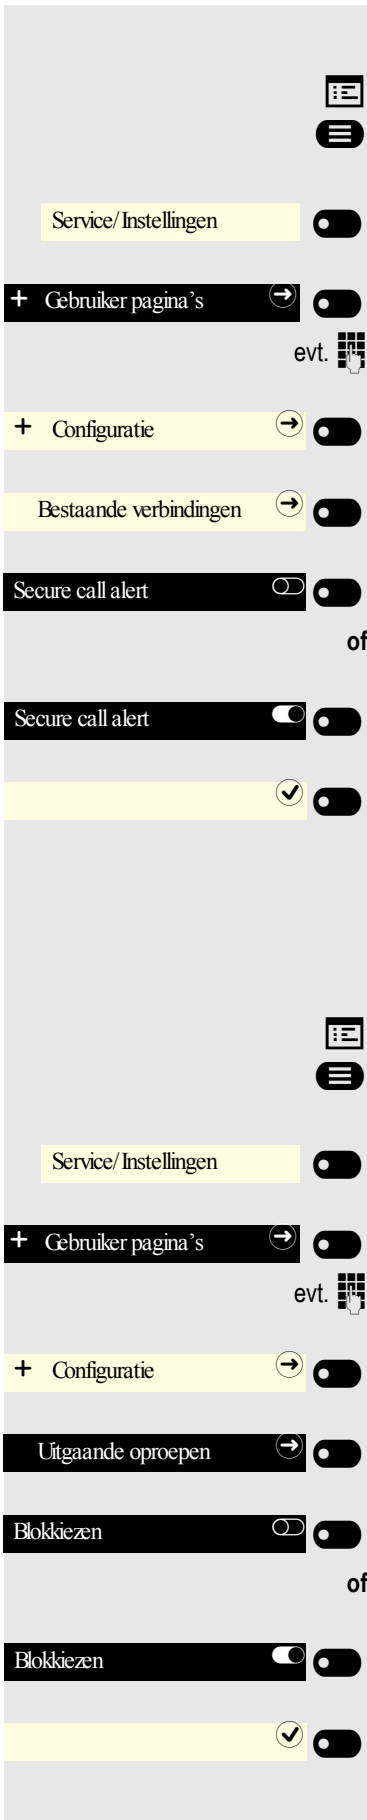 Service/Instellingen
+ Gebruiker pagina’s
evt.
+ Configuratie
Bestaande verbindingen
Secure call alert
of
Secure call alert
Service/Instellingen
+ Gebruiker pagina’s
evt.
+ Configuratie
Uitgaande oproepen
Blokkiezen
of
Blokkiezen